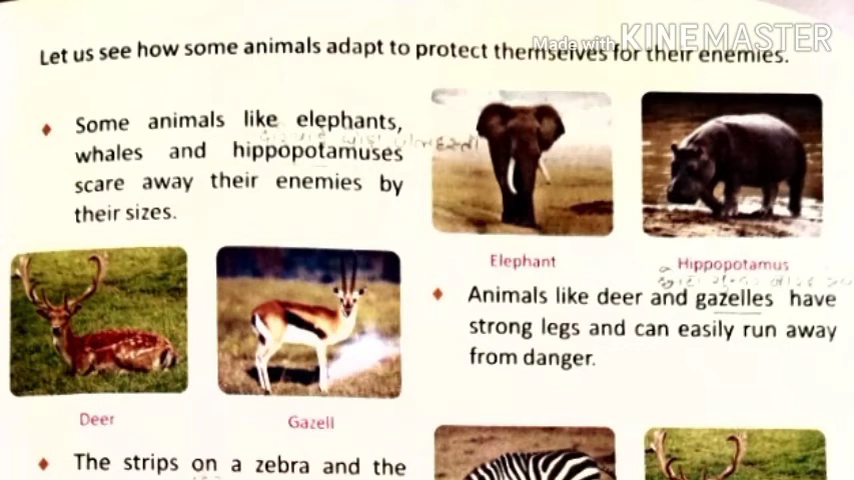 Made with KINEMASTER
Let us see how some animals adapt to protect themselves for their enemies.
Some animals like elephants,
whales and hippopotamuses
scare away their enemies by
their sizes.
Elephant
Hippopotamus
Animals like deer and gazelles have
strong legs and can easily run away
from danger.
Deer
Gazell
The strips on a zebra and the